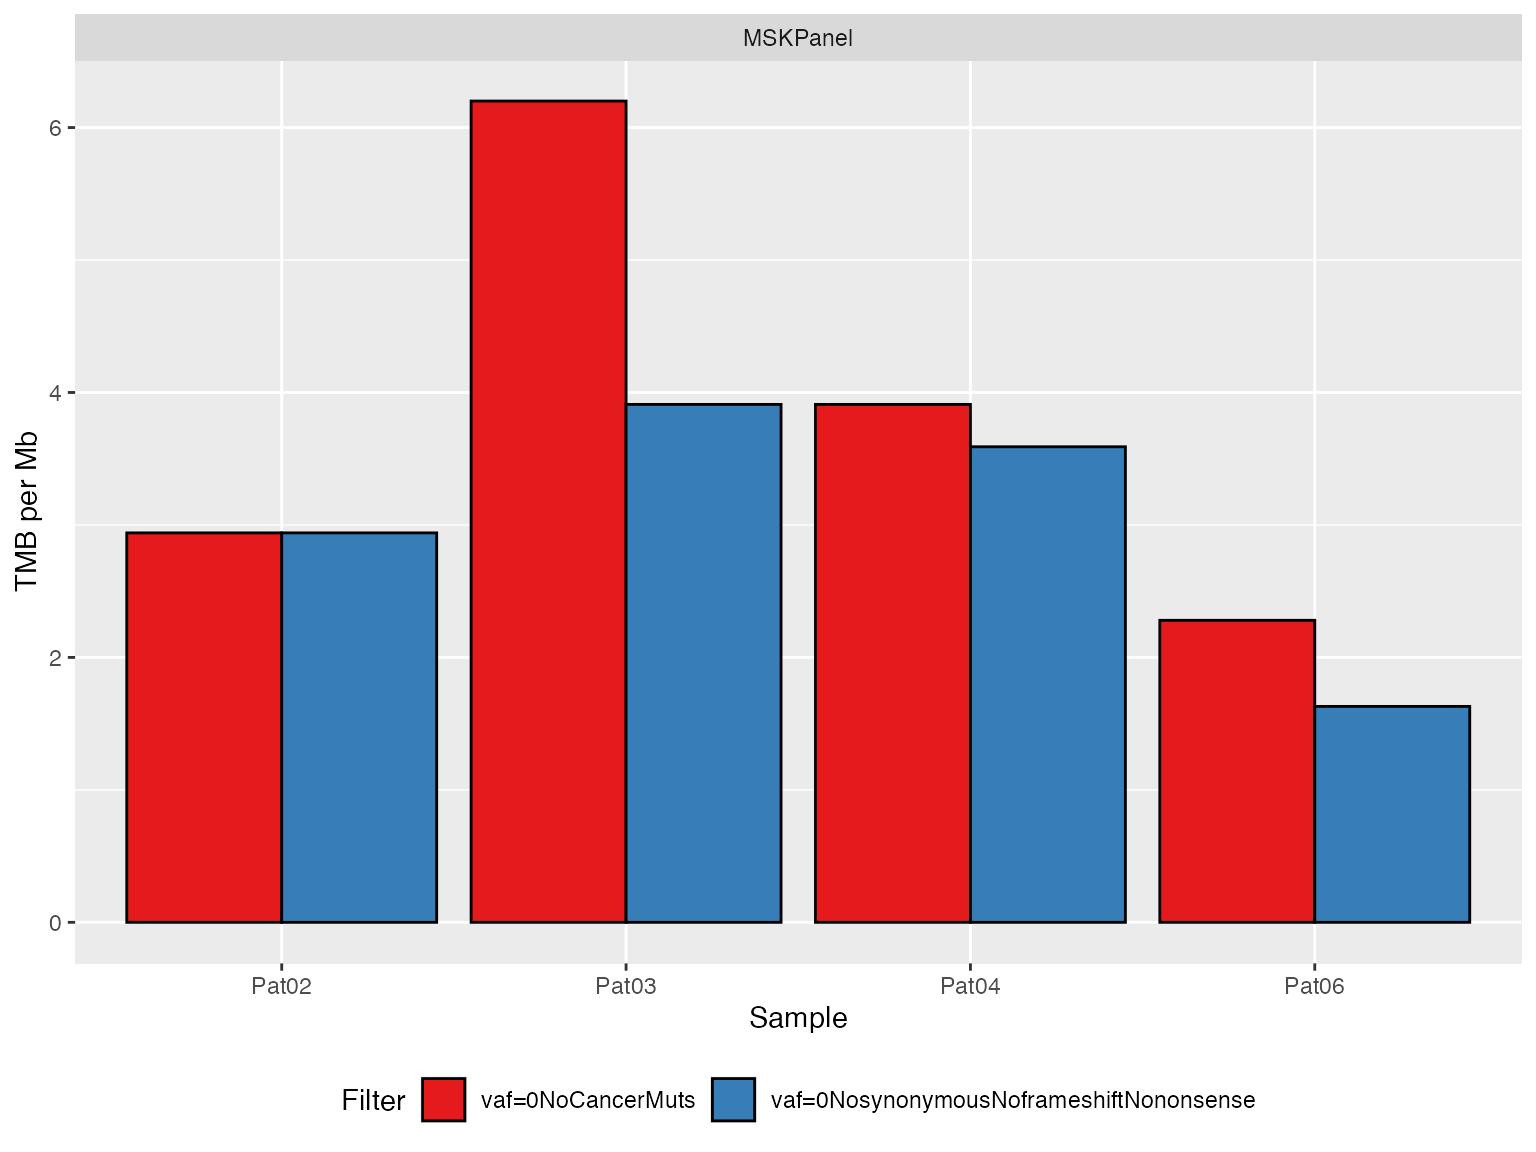 MSKPanel
6
4
2
0
TMB per Mb
Pat02 Pat03 Pat04 Pat06
Sample
Filter vaf=0NoCancerMuts vaf=0NosynonymousNoframeshiftNononsense